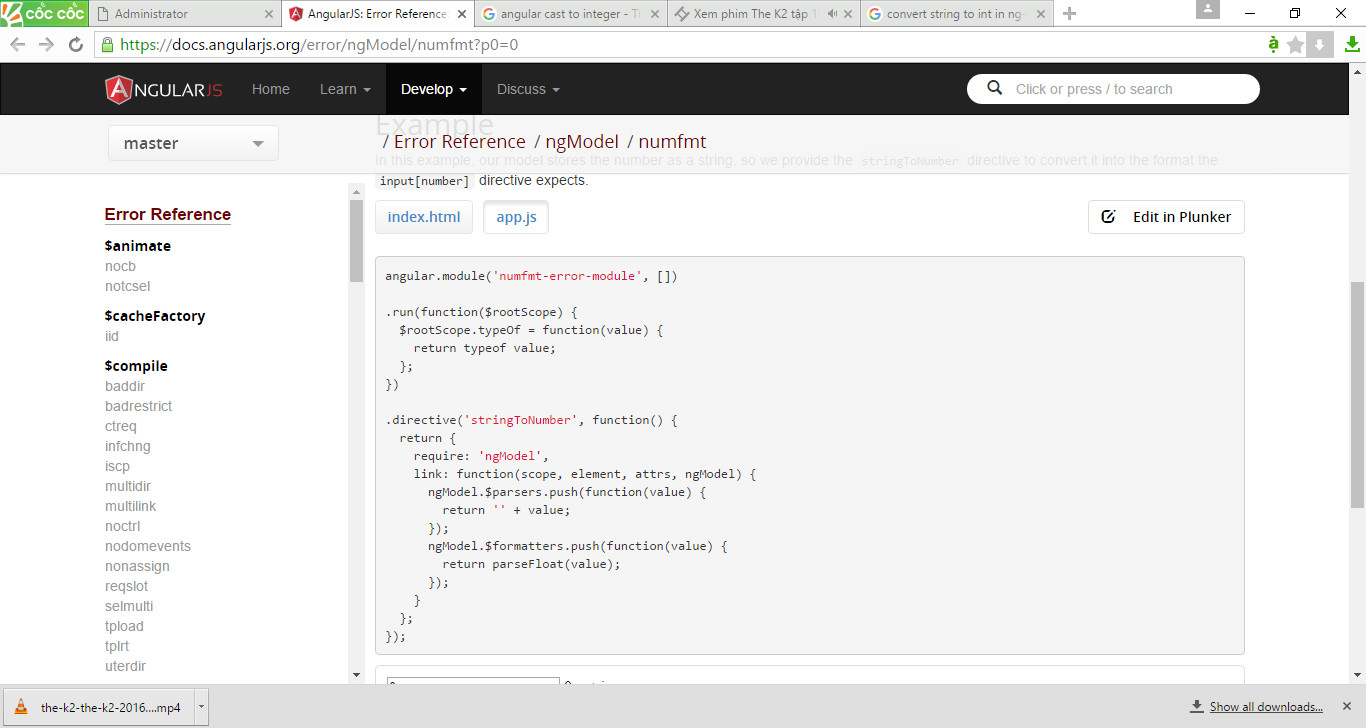 cốc cốc
Administrator
AngularJS: Error Reference:
angular cast to integer - Ti
Xem phim The K2 tập 1
convert string to int in ng-
https://docs.angularjs.org/error/ngModel/numfmt?p0=0
ANGULARJS
Home
Learn
Develop
Discuss
Click or press / to search
master
Example
/ Error Reference / ngModel / numfmt
In this example, our model stores the number as a string, so we provide the stringToNumber directive to convert it into the format the
input[number] directive expects.
index.html
app.js
Edit in Plunker
Error Reference
$animate
nocb
notcsel
$cacheFactory
iid
$compile
baddir
badrestrict
ctreq
infchng
iscp
multidir
multilink
noctrl
nodomevents
nonassign
reqslot
selmulti
tpload
tplrt
uterdir
angular.module('numfmt-error-module', [])
.run(function($rootScope) {
  $rootScope.typeOf = function(value) {
    return typeof value;
  };
})
.directive('stringToNumber', function() {
  return {
    require: 'ngModel',
    link: function(scope, element, attrs, ngModel) {
      ngModel.$parsers.push(function(value) {
        return '' + value;
      });
      ngModel.$formatters.push(function(value) {
        return parseFloat(value);
      });
    }
  };
});
the-k2-the-k2-2016....mp4
Show all downloads...